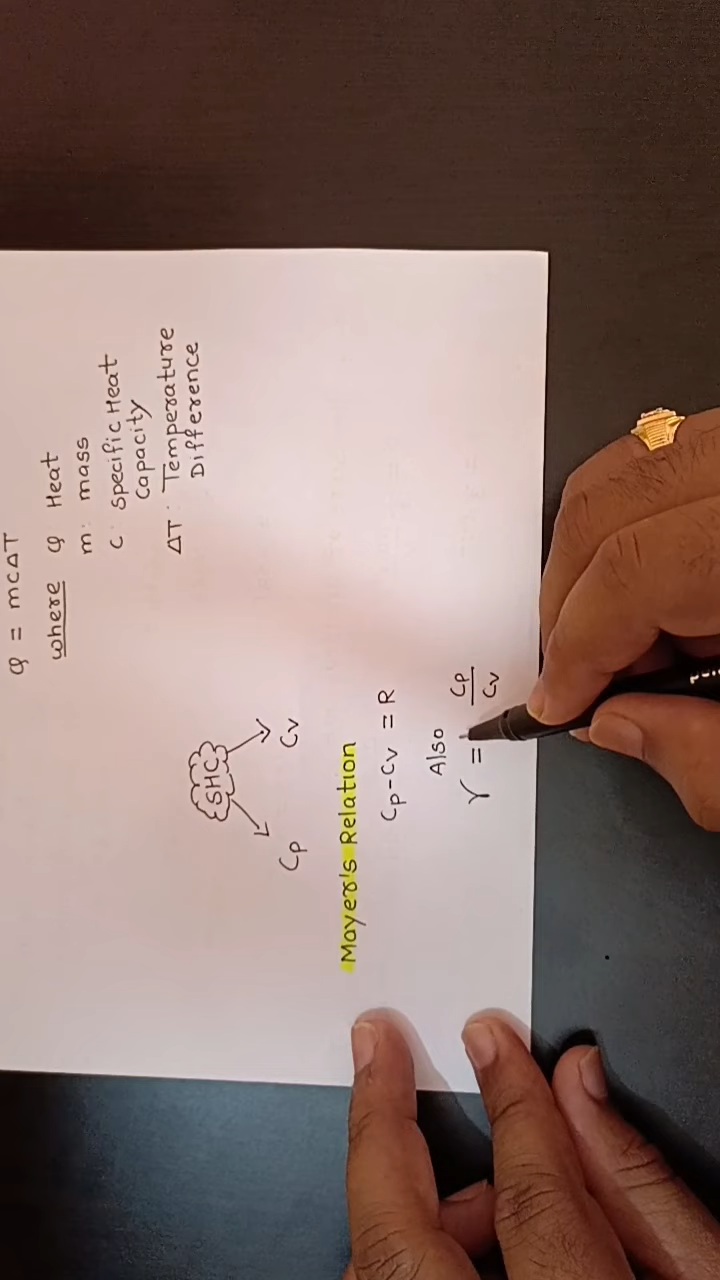 Q = mcΔT
where Q: Heat
m: mass
c: Specific Heat
Capacity
ΔT: Temperature
Difference
SHC
Cp Cv
Mayer's Relation
Cp - Cv = R
Also
γ = Cp
Cv